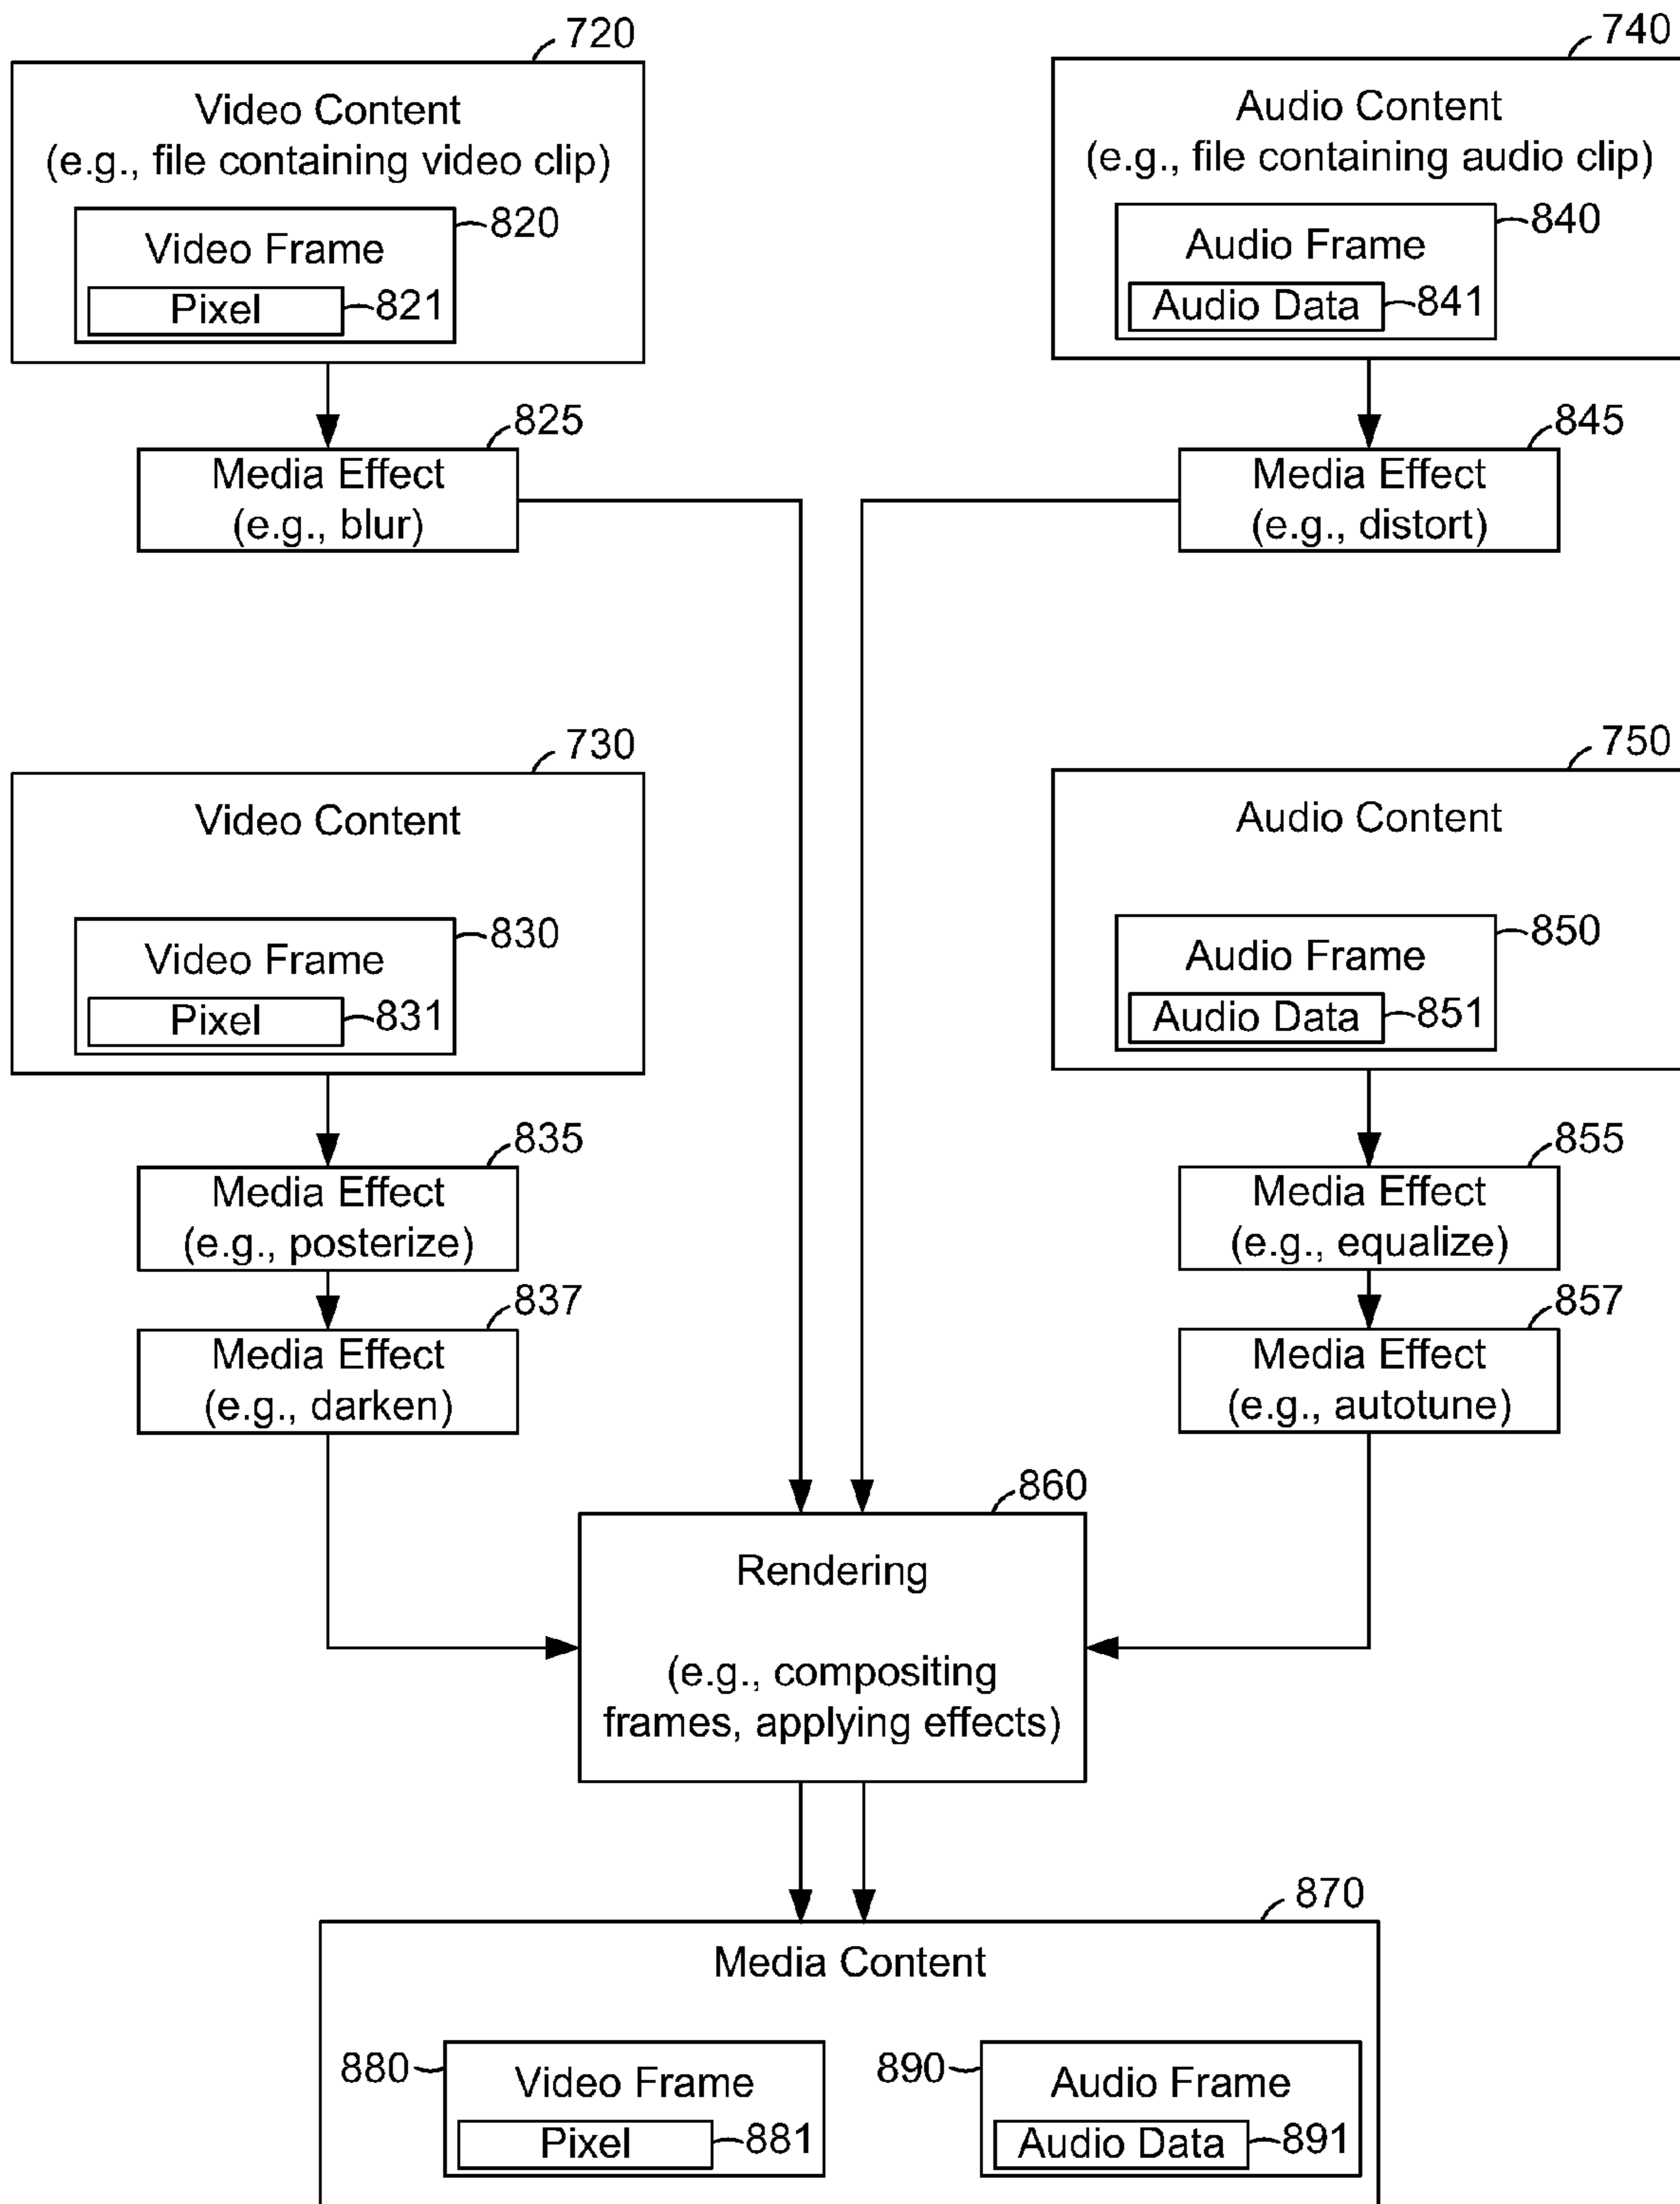 720
Video Content
(e.g., file containing video clip)
820
Video Frame
Pixel
821
825
Media Effect
(e.g., blur)
740
Audio Content
(e.g., file containing audio clip)
840
Audio Frame
Audio Data
841
845
Media Effect
(e.g., distort)
730
Video Content
830
Video Frame
Pixel
831
835
Media Effect
(e.g., posterize)
837
Media Effect
(e.g., darken)
750
Audio Content
850
Audio Frame
Audio Data
851
855
Media Effect
(e.g., equalize)
857
Media Effect
(e.g., autotune)
860
Rendering
(e.g., compositing
frames, applying effects)
870
Media Content
880
Video Frame
Pixel
881
890
Audio Frame
Audio Data
891